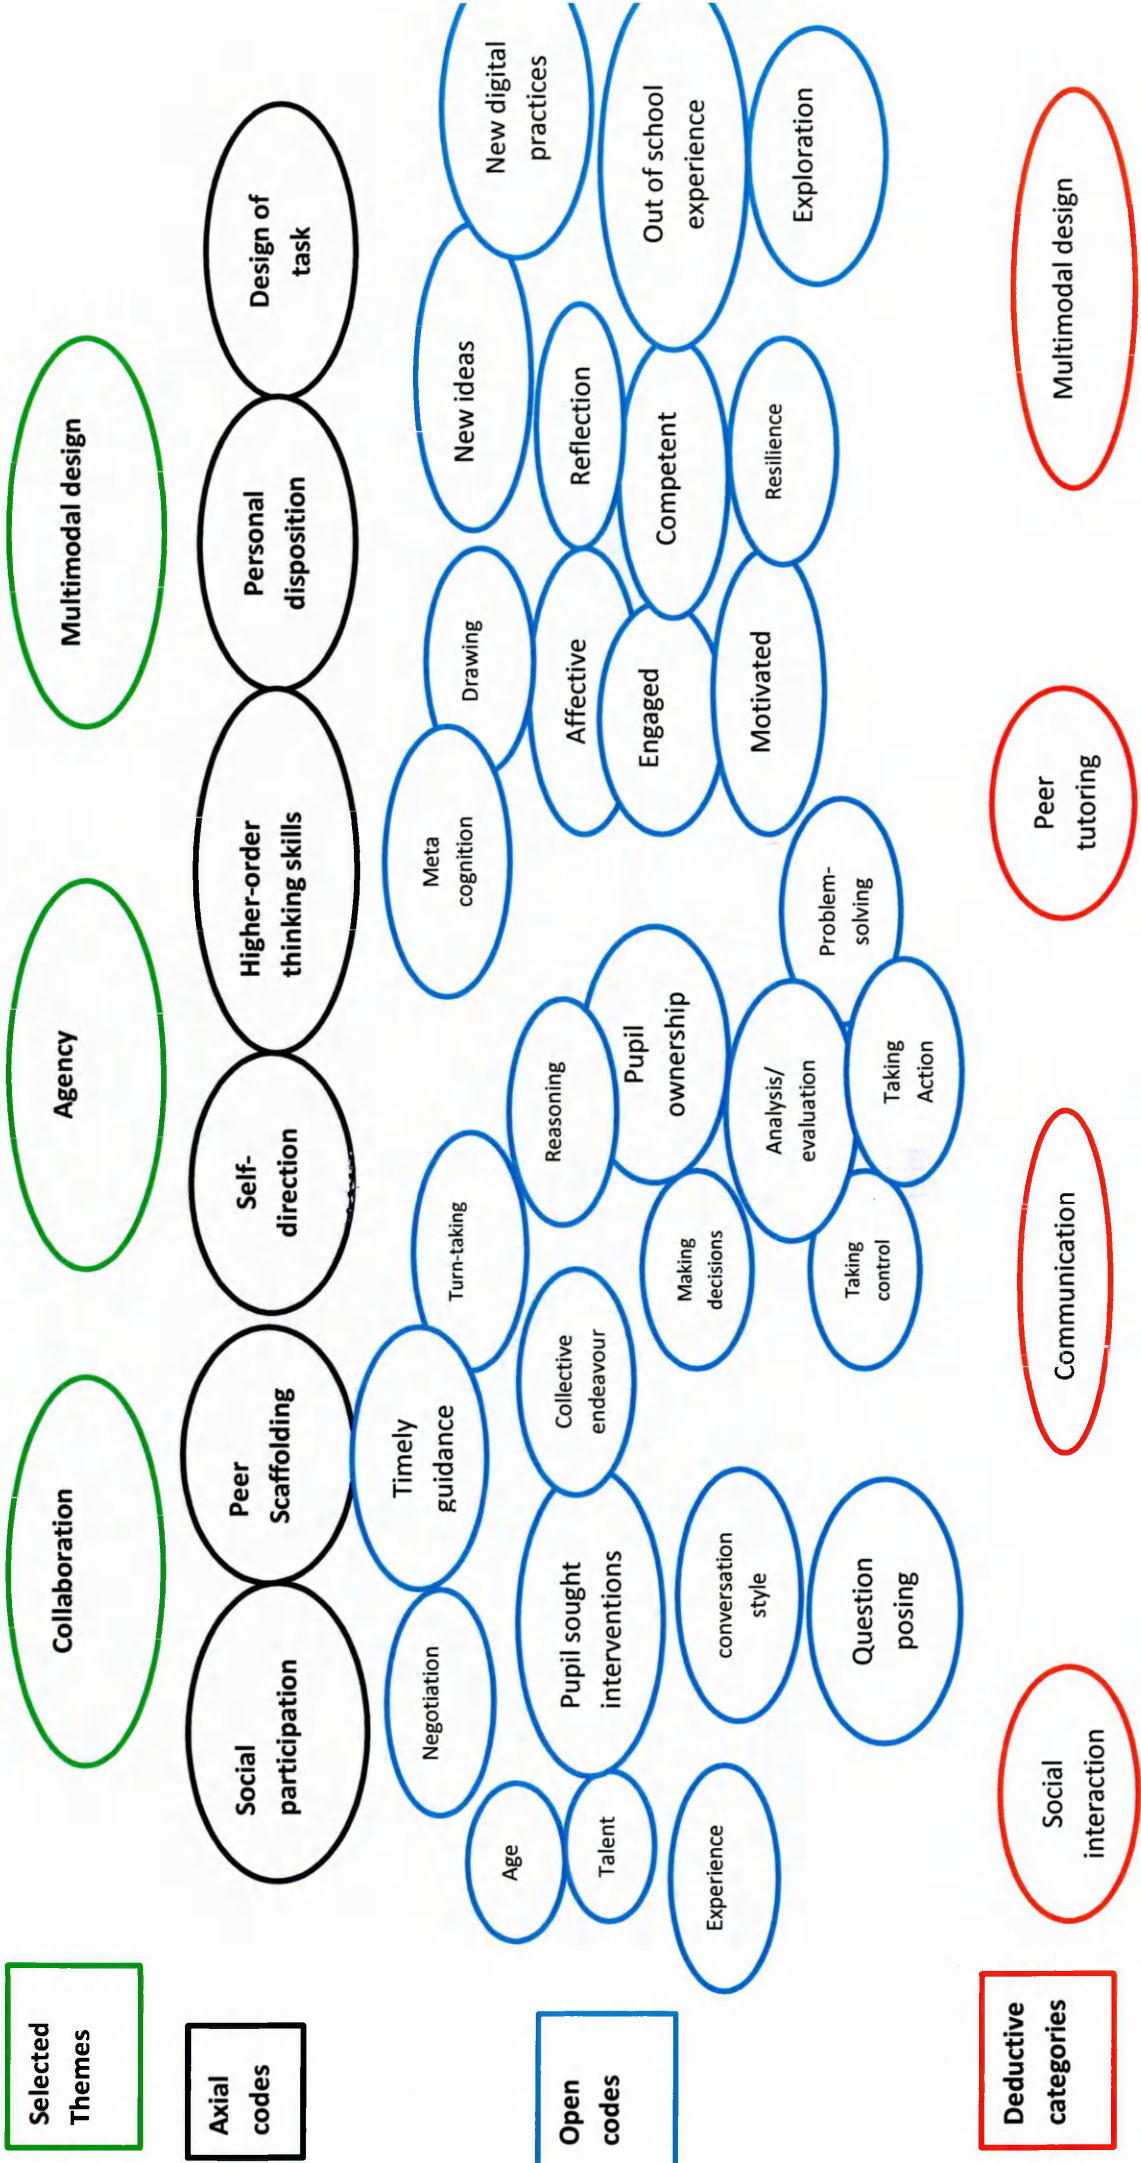 Selected
Themes
Collaboration
Agency
Multimodal design
Axial
codes
Social
participation
Peer
Scaffolding
Self-
direction
Higher-order
thinking skills
Personal
disposition
Design of
task
Open
codes
Age
Talent
Experience
Negotiation
Pupil sought
interventions
conversation
style
Question
posing
Timely
guidance
Collective
endeavour
Turn-taking
Making
decisions
Taking
control
Reasoning
Pupil
ownership
Analysis/
evaluation
Taking
Action
Problem-
solving
Meta
cognition
Drawing
Affective
Engaged
Motivated
New ideas
Reflection
Competent
Resilience
New digital
practices
Out of school
experience
Exploration
Deductive
categories
Social
interaction
Communication
Peer
tutoring
Multimodal design